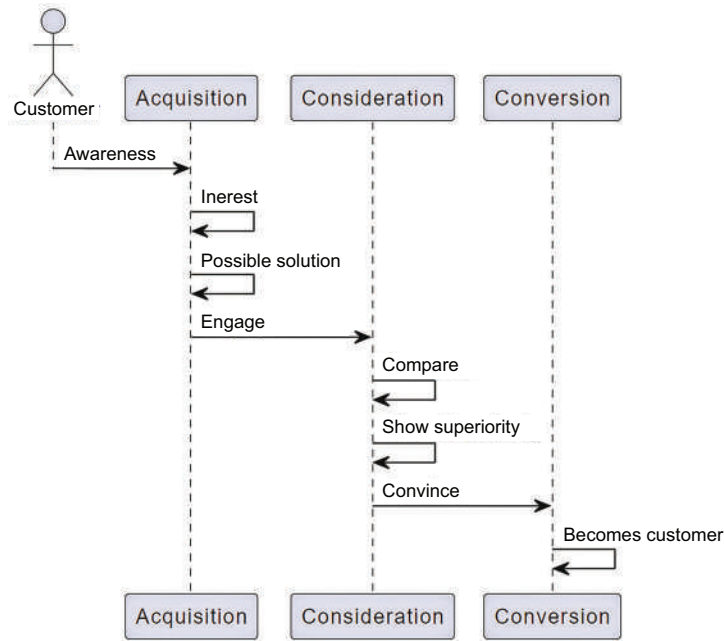 Customer
Acquisition
Consideration
Conversion
Awareness
Inerest
Possible solution
Engage
Compare
Show superiority
Convince
Becomes customer
Acquisition
Consideration
Conversion